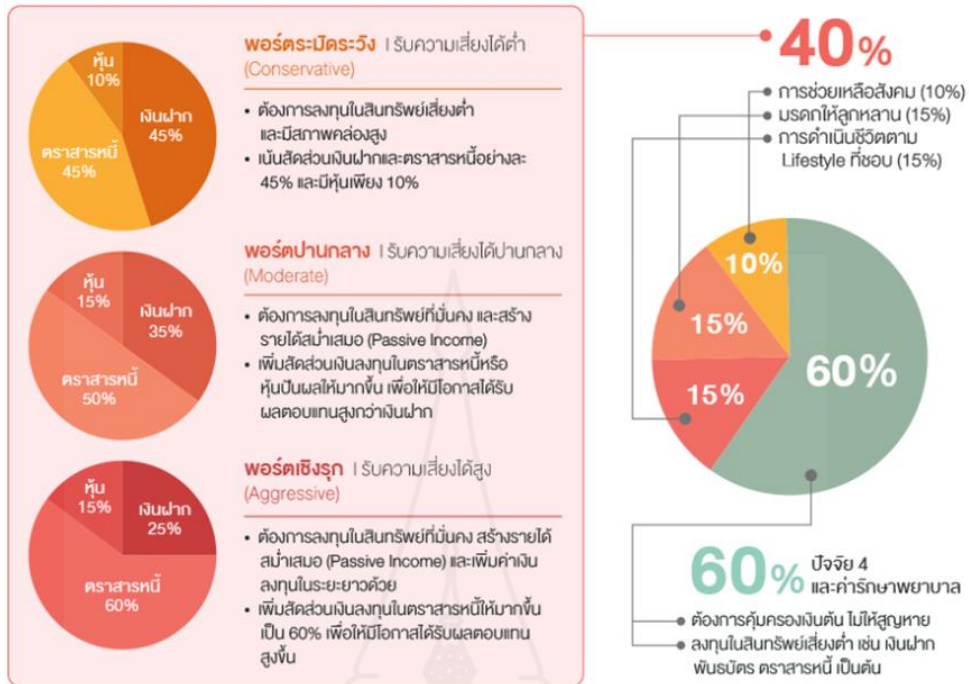 หุ้น
10%
เงินฝาก
45%
ตราสารหนี้
45%
พอร์ตระมัดระวัง | รับความเสี่ยงได้ต่ำ
(Conservative)
• ต้องการลงทุนในสินทรัพย์เสี่ยงต่ำ
และมีสภาพคล่องสูง
• เน้นสัดส่วนเงินฝากและตราสารหนี้อย่างละ
45% และมีหุ้นเพียง 10%
หุ้น
15%
เงินฝาก
35%
ตราสารหนี้
50%
พอร์ตปานกลาง | รับความเสี่ยงได้ปานกลาง
(Moderate)
• ต้องการลงทุนในสินทรัพย์ที่มั่นคง และสร้าง
รายได้สม่ำเสมอ (Passive Income)
• เพิ่มสัดส่วนเงินลงทุนในตราสารหนี้หรือ
หุ้นปันผลให้มากขึ้น เพื่อให้มีโอกาสได้รับ
ผลตอบแทนสูงกว่าเงินฝาก
หุ้น
15%
เงินฝาก
25%
ตราสารหนี้
60%
พอร์ตเชิงรุก | รับความเสี่ยงได้สูง
(Aggressive)
• ต้องการลงทุนในสินทรัพย์ที่มั่นคง สร้างรายได้
สม่ำเสมอ (Passive Income) และเพิ่มค่าเงิน
ลงทุนในระยะยาวด้วย
• เพิ่มสัดส่วนเงินลงทุนในตราสารหนี้ให้มากขึ้น
เป็น 60% เพื่อให้มีโอกาสได้รับผลตอบแทน
สูงขึ้น
40%
การช่วยเหลือสังคม (10%)
มรดกให้ลูกหลาน (15%)
การดำเนินชีวิตตาม
Lifestyle ที่ชอบ (15%)
10%
15%
15%
60%
60% ปัจจัย 4
และค่ารักษาพยาบาล
ต้องการคุ้มครองเงินต้น ไม่ให้สูญหาย
ลงทุนในสินทรัพย์เสี่ยงต่ำ เช่น เงินฝาก
พันธบัตร ตราสารหนี้ เป็นต้น